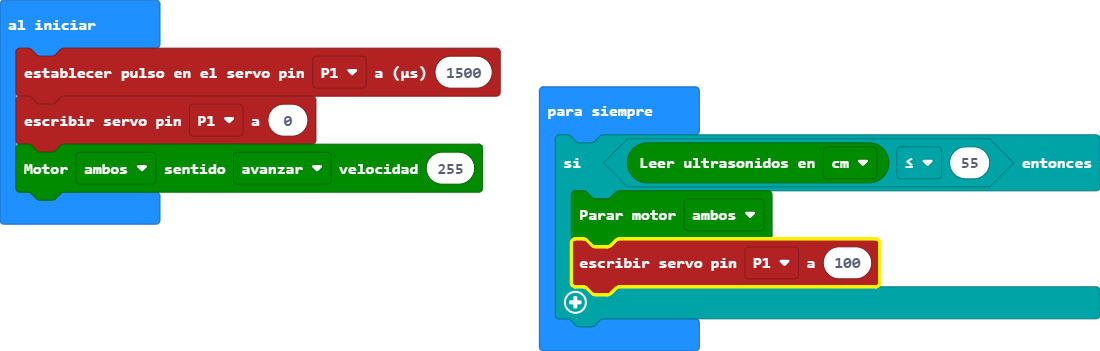 al iniciar
establecer pulso en el servo pin P1 a (µs) 1500
escribir servo pin P1 a 0
Motor ambos sentido avanzar velocidad 255
para siempre
si Leer ultrasonidos en cm ≤ 55 entonces
Parar motor ambos
escribir servo pin P1 a 100